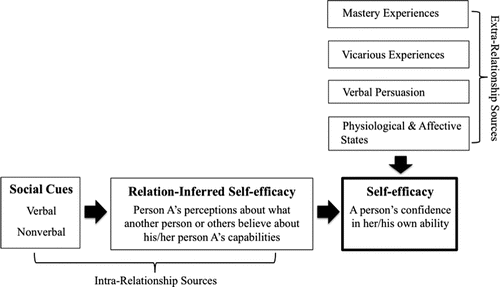 Mastery Experiences
Vicarious Experiences
Verbal Persuasion
Physiological & Affective
States
Extra-Relationship Sources
Social Cues
Verbal
Nonverbal
Relation-Inferred Self-efficacy
Person A's perceptions about what
another person or others believe about
his/her person A's capabilities
Self-efficacy
A person's confidence
in her/his own ability
Intra-Relationship Sources